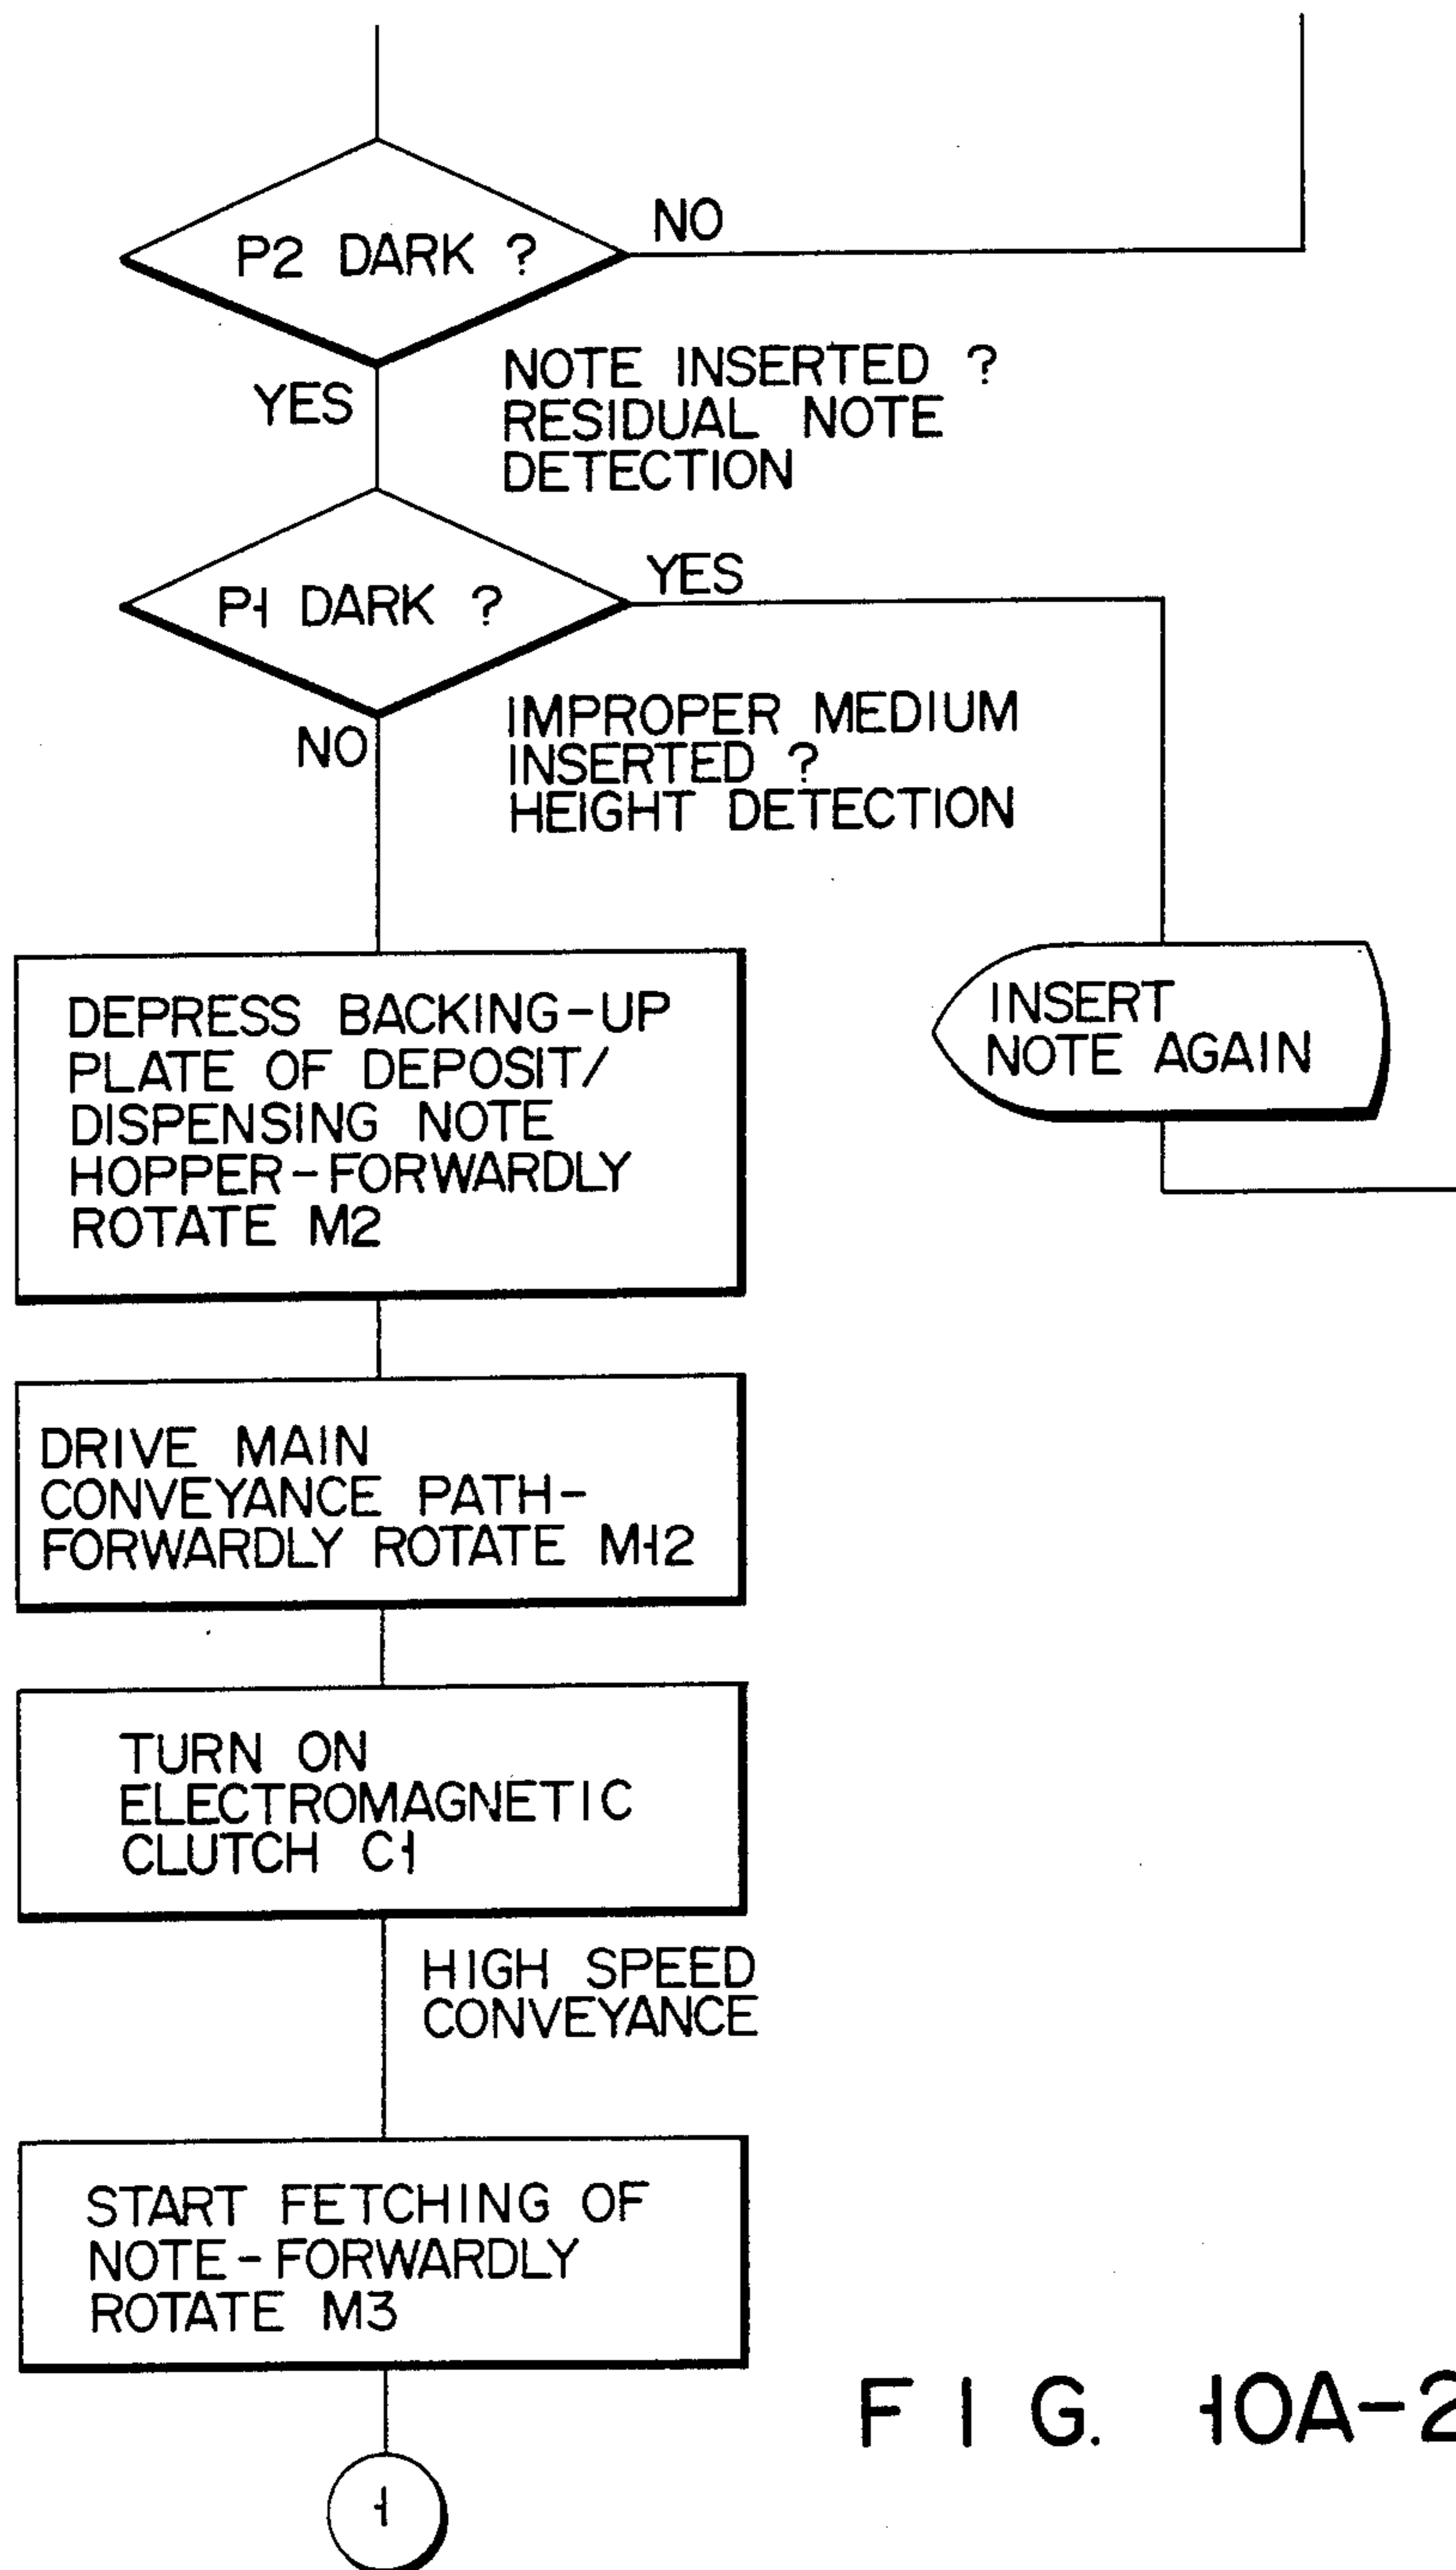 P2 DARK ?
NO
YES
NOTE INSERTED ?
RESIDUAL NOTE
DETECTION
P1 DARK ?
YES
NO
IMPROPER MEDIUM
INSERTED ?
HEIGHT DETECTION
DEPRESS BACKING-UP
PLATE OF DEPOSIT/
DISPENSING NOTE
HOPPER-FORWARDLY
ROTATE M2
INSERT
NOTE AGAIN
DRIVE MAIN
CONVEYANCE PATH-
FORWARDLY ROTATE M12
TURN ON
ELECTROMAGNETIC
CLUTCH C1
HIGH SPEED
CONVEYANCE
START FETCHING OF
NOTE-FORWARDLY
ROTATE M3
FIG. 10A-2
1